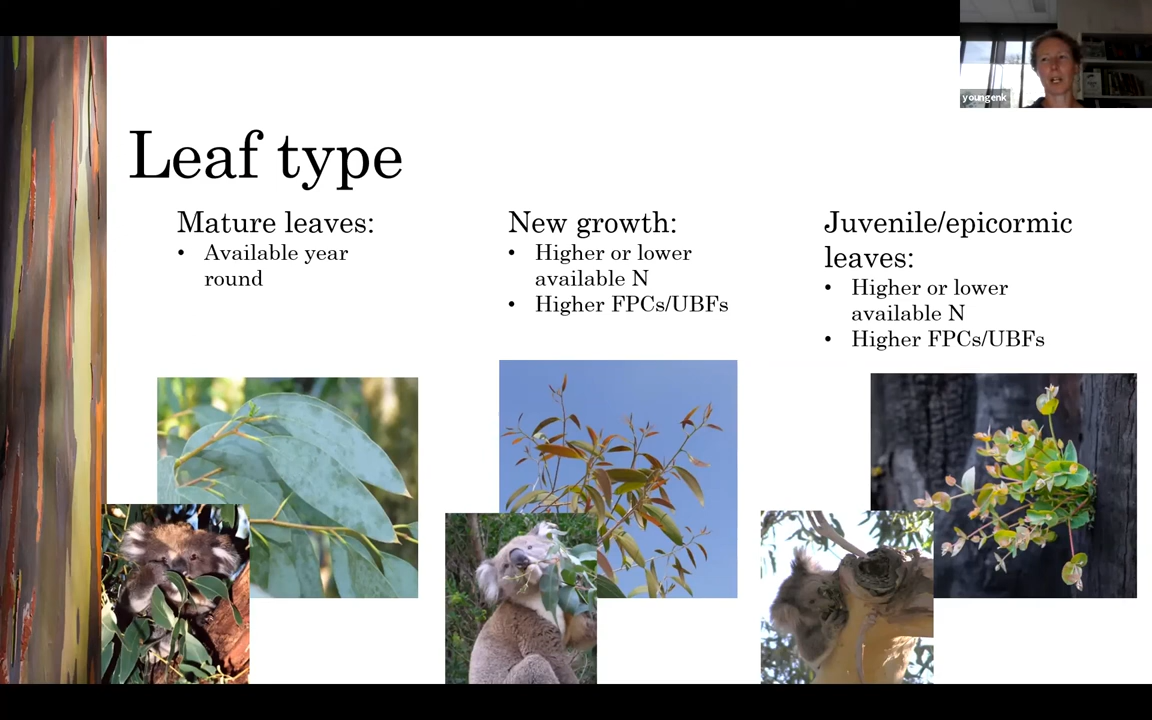 youngenk
Leaf type
Mature leaves:
• Available year
round
New growth:
• Higher or lower
available N
• Higher FPCs/UBFs
Juvenile/epicormic
leaves:
• Higher or lower
available N
• Higher FPCs/UBFs